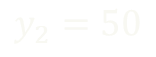 y₂ = 50